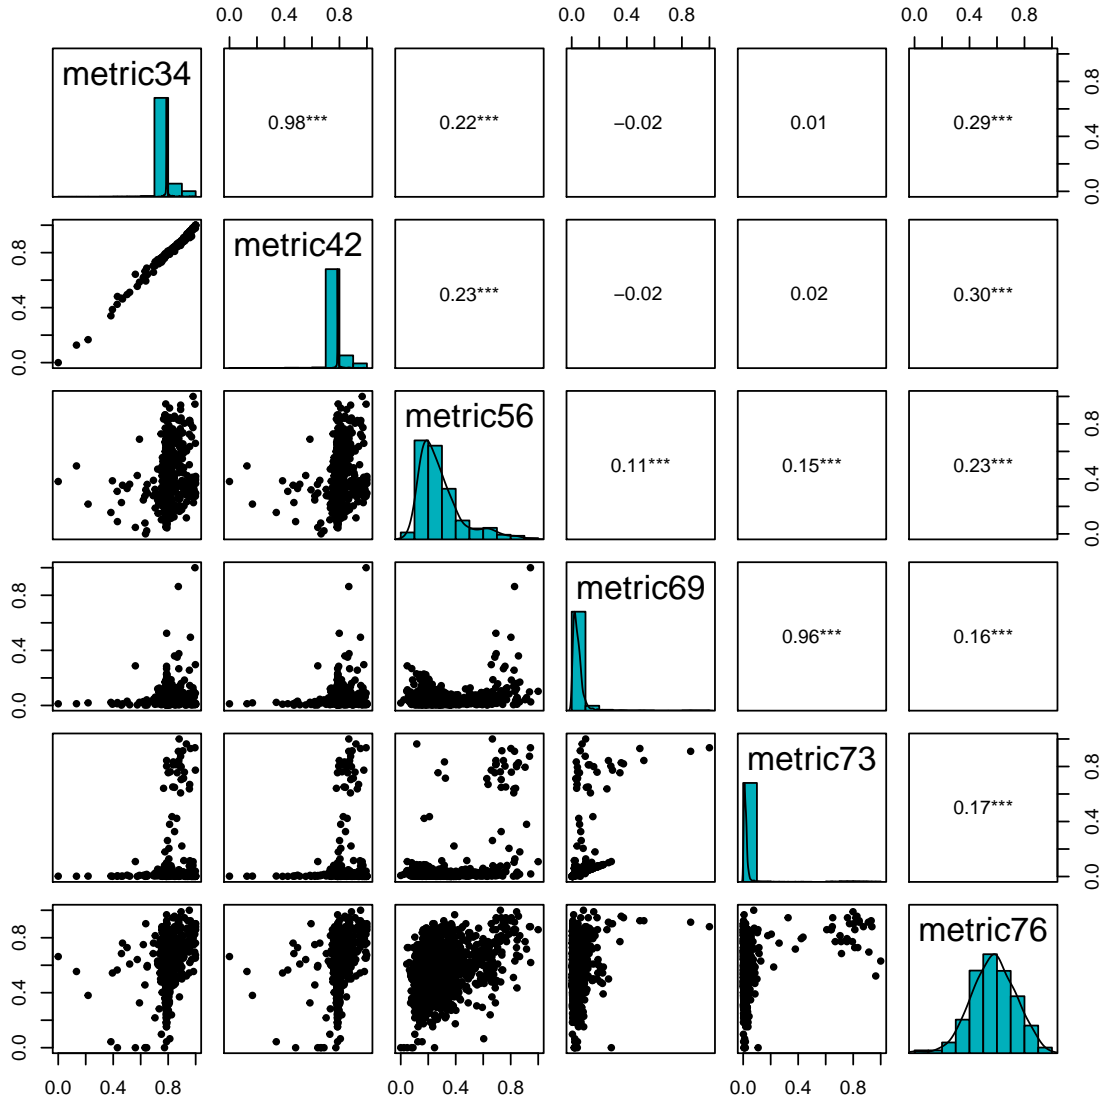 0.0 0.4 0.8 0.0 0.4 0.8 0.0 0.4 0.8
metric34 0.98*** 0.22*** −0.02 0.01 0.29*** 0.0 0.4 0.8
0.0 0.4 0.8 metric42 0.23*** −0.02 0.02 0.30***
metric56 0.11*** 0.15*** 0.23*** 0.0 0.4 0.8
0.0 0.4 0.8 metric69 0.96*** 0.16***
metric73 0.17*** 0.0 0.4 0.8
0.0 0.4 0.8 metric76
0.0 0.4 0.8 0.0 0.4 0.8 0.0 0.4 0.8